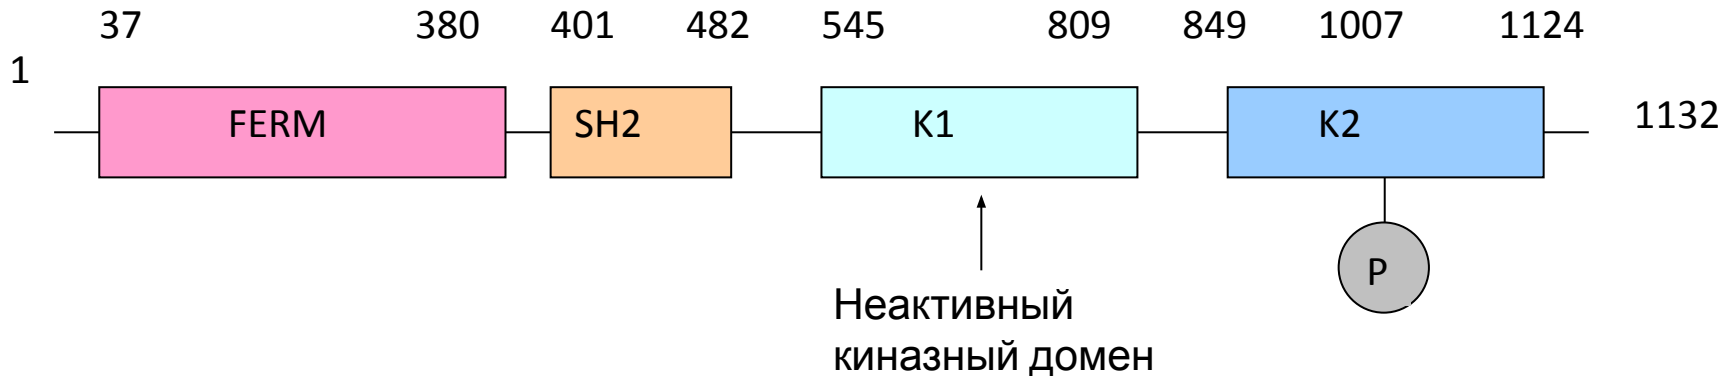 37 380 401 482 545 809 849 1007 1124
1
FERM SH2 K1 K2
1132
P
Неактивный
киназный домен